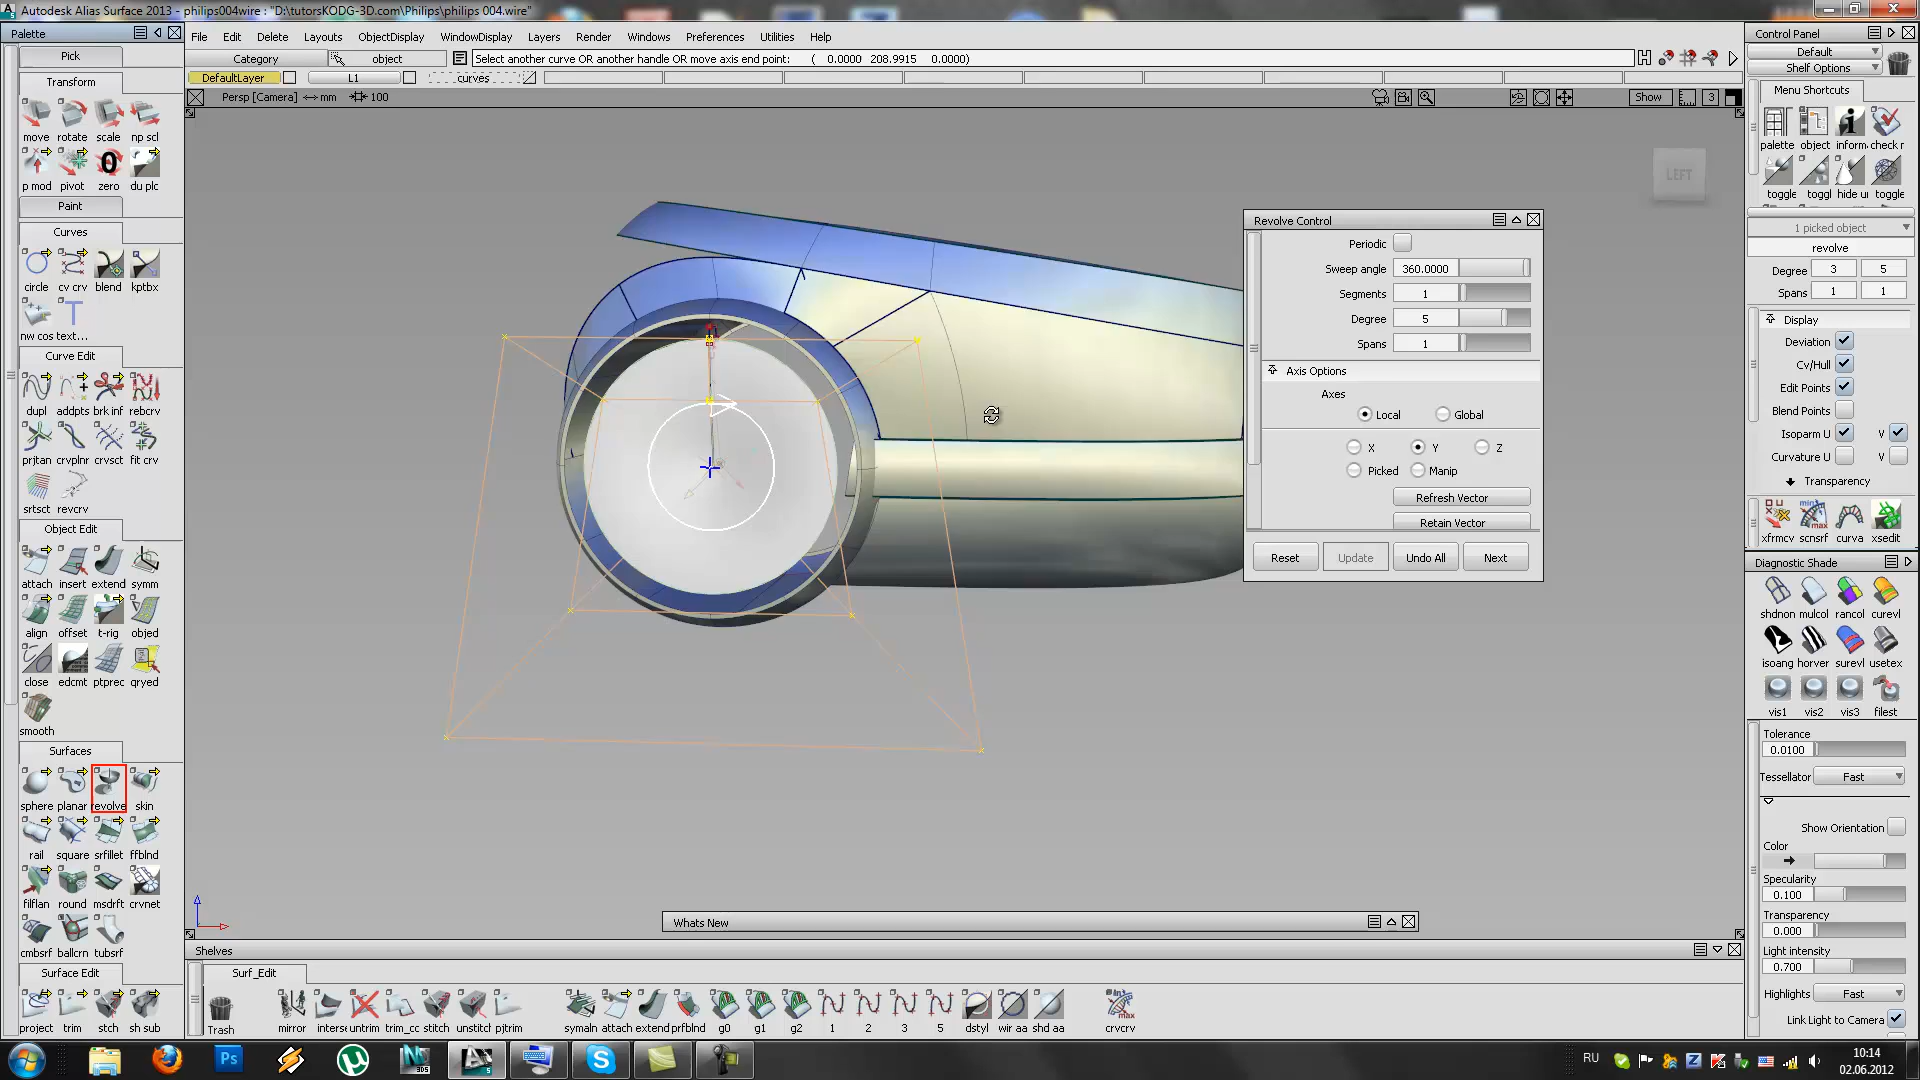 Autodesk Alias Surface 2013 - philips004wire : "D:\tutorsKODG-3D.com\Philips\philips 004.wire"
Palette
File Edit Delete Layouts ObjectDisplay WindowDisplay Layers Render Windows Preferences Utilities Help
Control Panel
Pick
Category object Select another curve OR another handle OR move axis end point: ( 0.0000 208.9915 0.0000)
Default
Shelf Options
DefaultLayer L1 curves
Transform
Persp [Camera] mm 100
Show 3
Menu Shortcuts
move rotate scale np scl
palette object inform check r
p mod pivot zero du plc
toggle toggl hide u toggle
LEFT
Paint
1 picked object
Curves
revolve
Degree 3 5
Spans 1 1
circle cv crv blend kptbx
nw cos text...
Revolve Control
Periodic
Sweep angle 360.0000
Segments 1
Degree 5
Spans 1
Axis Options
Axes
Local Global
X Y Z
Picked Manip
Refresh Vector
Retain Vector
Reset Update Undo All Next
Display
Deviation
Cv/Hull
Edit Points
Blend Points
Isoparm U V
Curvature U V
Transparency
Curve Edit
dupl addpts brk inf rebcrv
prjtan crvplnr crvsct fit crv
srtsct revcrv
xfrmcv scnsrf curva xsedit
Object Edit
attach insert extend symm
align offset t-rig objed
close edcmt ptprec qryed
smooth
Diagnostic Shade
shdnon mulcol rancol curevl
isoang horver surevl usetex
vis1 vis2 vis3 filest
Tolerance
0.0100
Tessellator Fast
Show Orientation
Color
Specularity
0.100
Transparency
0.000
Light intensity
0.700
Highlights Fast
Link Light to Camera
Surfaces
sphere planar revolve skin
rail square srfillet ffblnd
filflan round msdrft crvnet
cmbsrf ballcrn tubsrf
Surface Edit
project trim stch sh sub
Whats New
Shelves
Surf_Edit
Trash mirror interse untrim trim_cc stitch unstitcl pjtrim symaln attach extend prfblnd g0 g1 g2 1 2 3 5 dstyl wir aa shd aa crvcrv
RU
10:14
02.06.2012